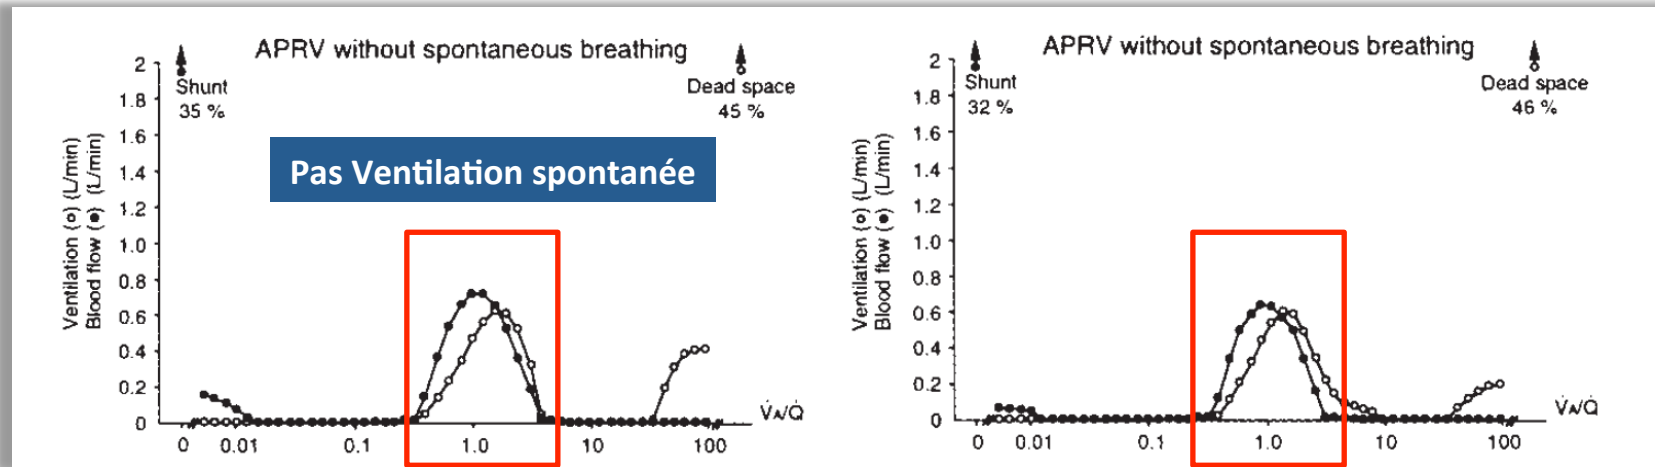 APRV without spontaneous breathing
Shunt
35 %
Dead space
45 %
Pas Ventilation spontanée
Ventilation (o) (L/min)
Blood flow (●) (L/min)
2
1.8
1.6
1.4
1.2
1.0
0.8
0.6
0.4
0.2
0
0 0.01 0.1 1.0 10 100
V̇A/Q̇
APRV without spontaneous breathing
Shunt
32 %
Dead space
46 %
Ventilation (o) (L/min)
Blood flow (●) (L/min)
2
1.8
1.6
1.4
1.2
1.0
0.8
0.6
0.4
0.2
0
0 0.01 0.1 1.0 10 100
V̇A/Q̇